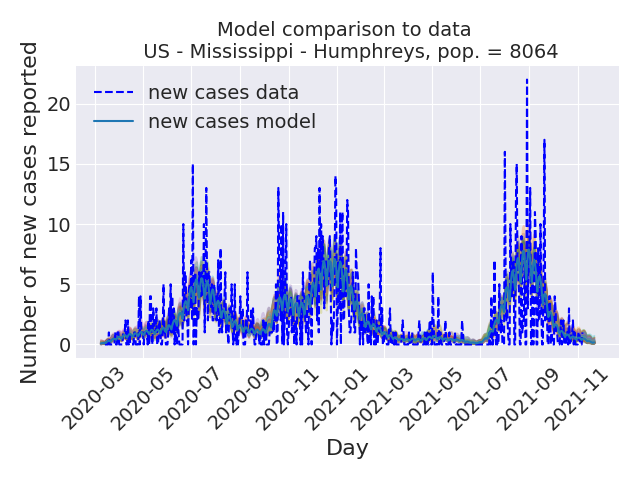 Model comparison to data
US - Mississippi - Humphreys, pop. = 8064
Number of new cases reported
new cases data
new cases model
20
15
10
5
0
2020-03
2020-05
2020-07
2020-09
2020-11
2021-01
2021-03
2021-05
2021-07
2021-09
2021-11
Day